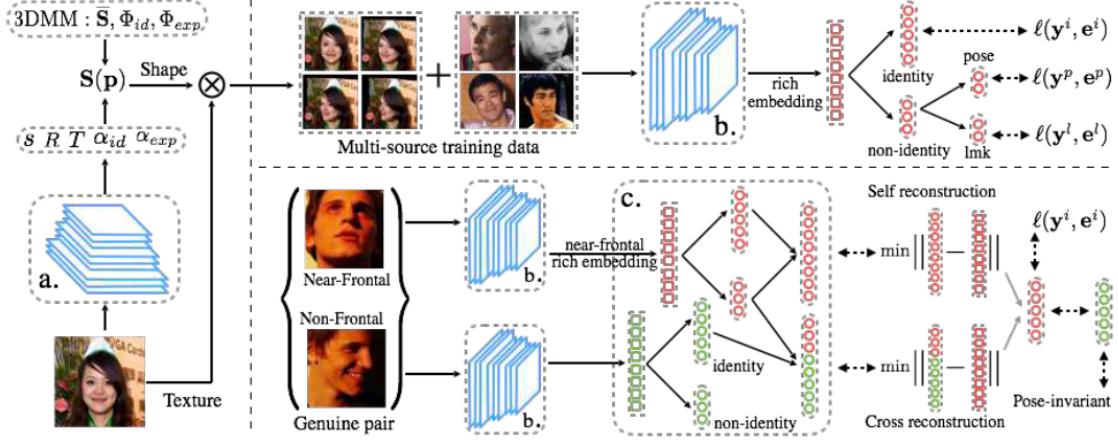 3DMM : S̅, Φ_id, Φ_exp
S(p)
Shape
⊗
s R T α_id α_exp
a.
VGA Cards
Texture
+
Multi-source training data
b.
rich
embedding
identity
non-identity
pose
lmk
ℓ(y^i, e^i)
ℓ(y^p, e^p)
ℓ(y^l, e^l)
Near-Frontal
Non-Frontal
Genuine pair
b.
b.
near-frontal
rich embedding
c.
identity
non-identity
Self reconstruction
min || — ||
min || — ||
Cross reconstruction
ℓ(y^i, e^i)
Pose-invariant